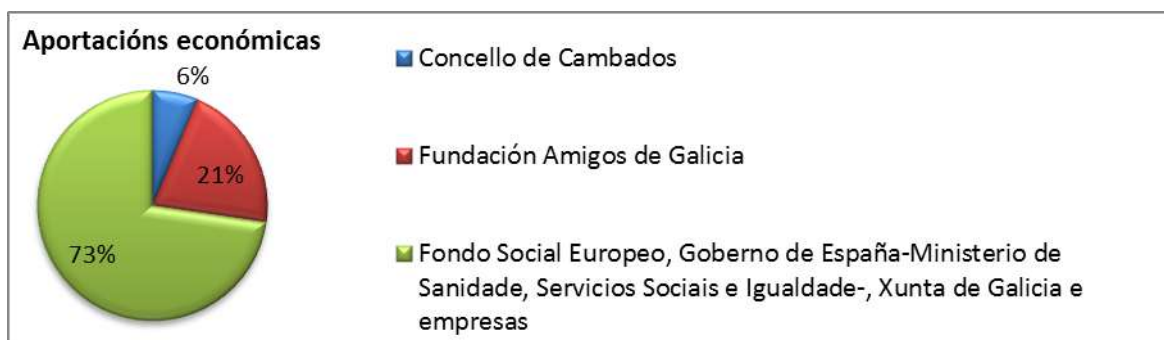 Aportacións económicas
6%
21%
73%
Concello de Cambados
Fundación Amigos de Galicia
Fondo Social Europeo, Goberno de España-Ministerio de
Sanidade, Servicios Sociais e Igualdade-, Xunta de Galicia e
empresas